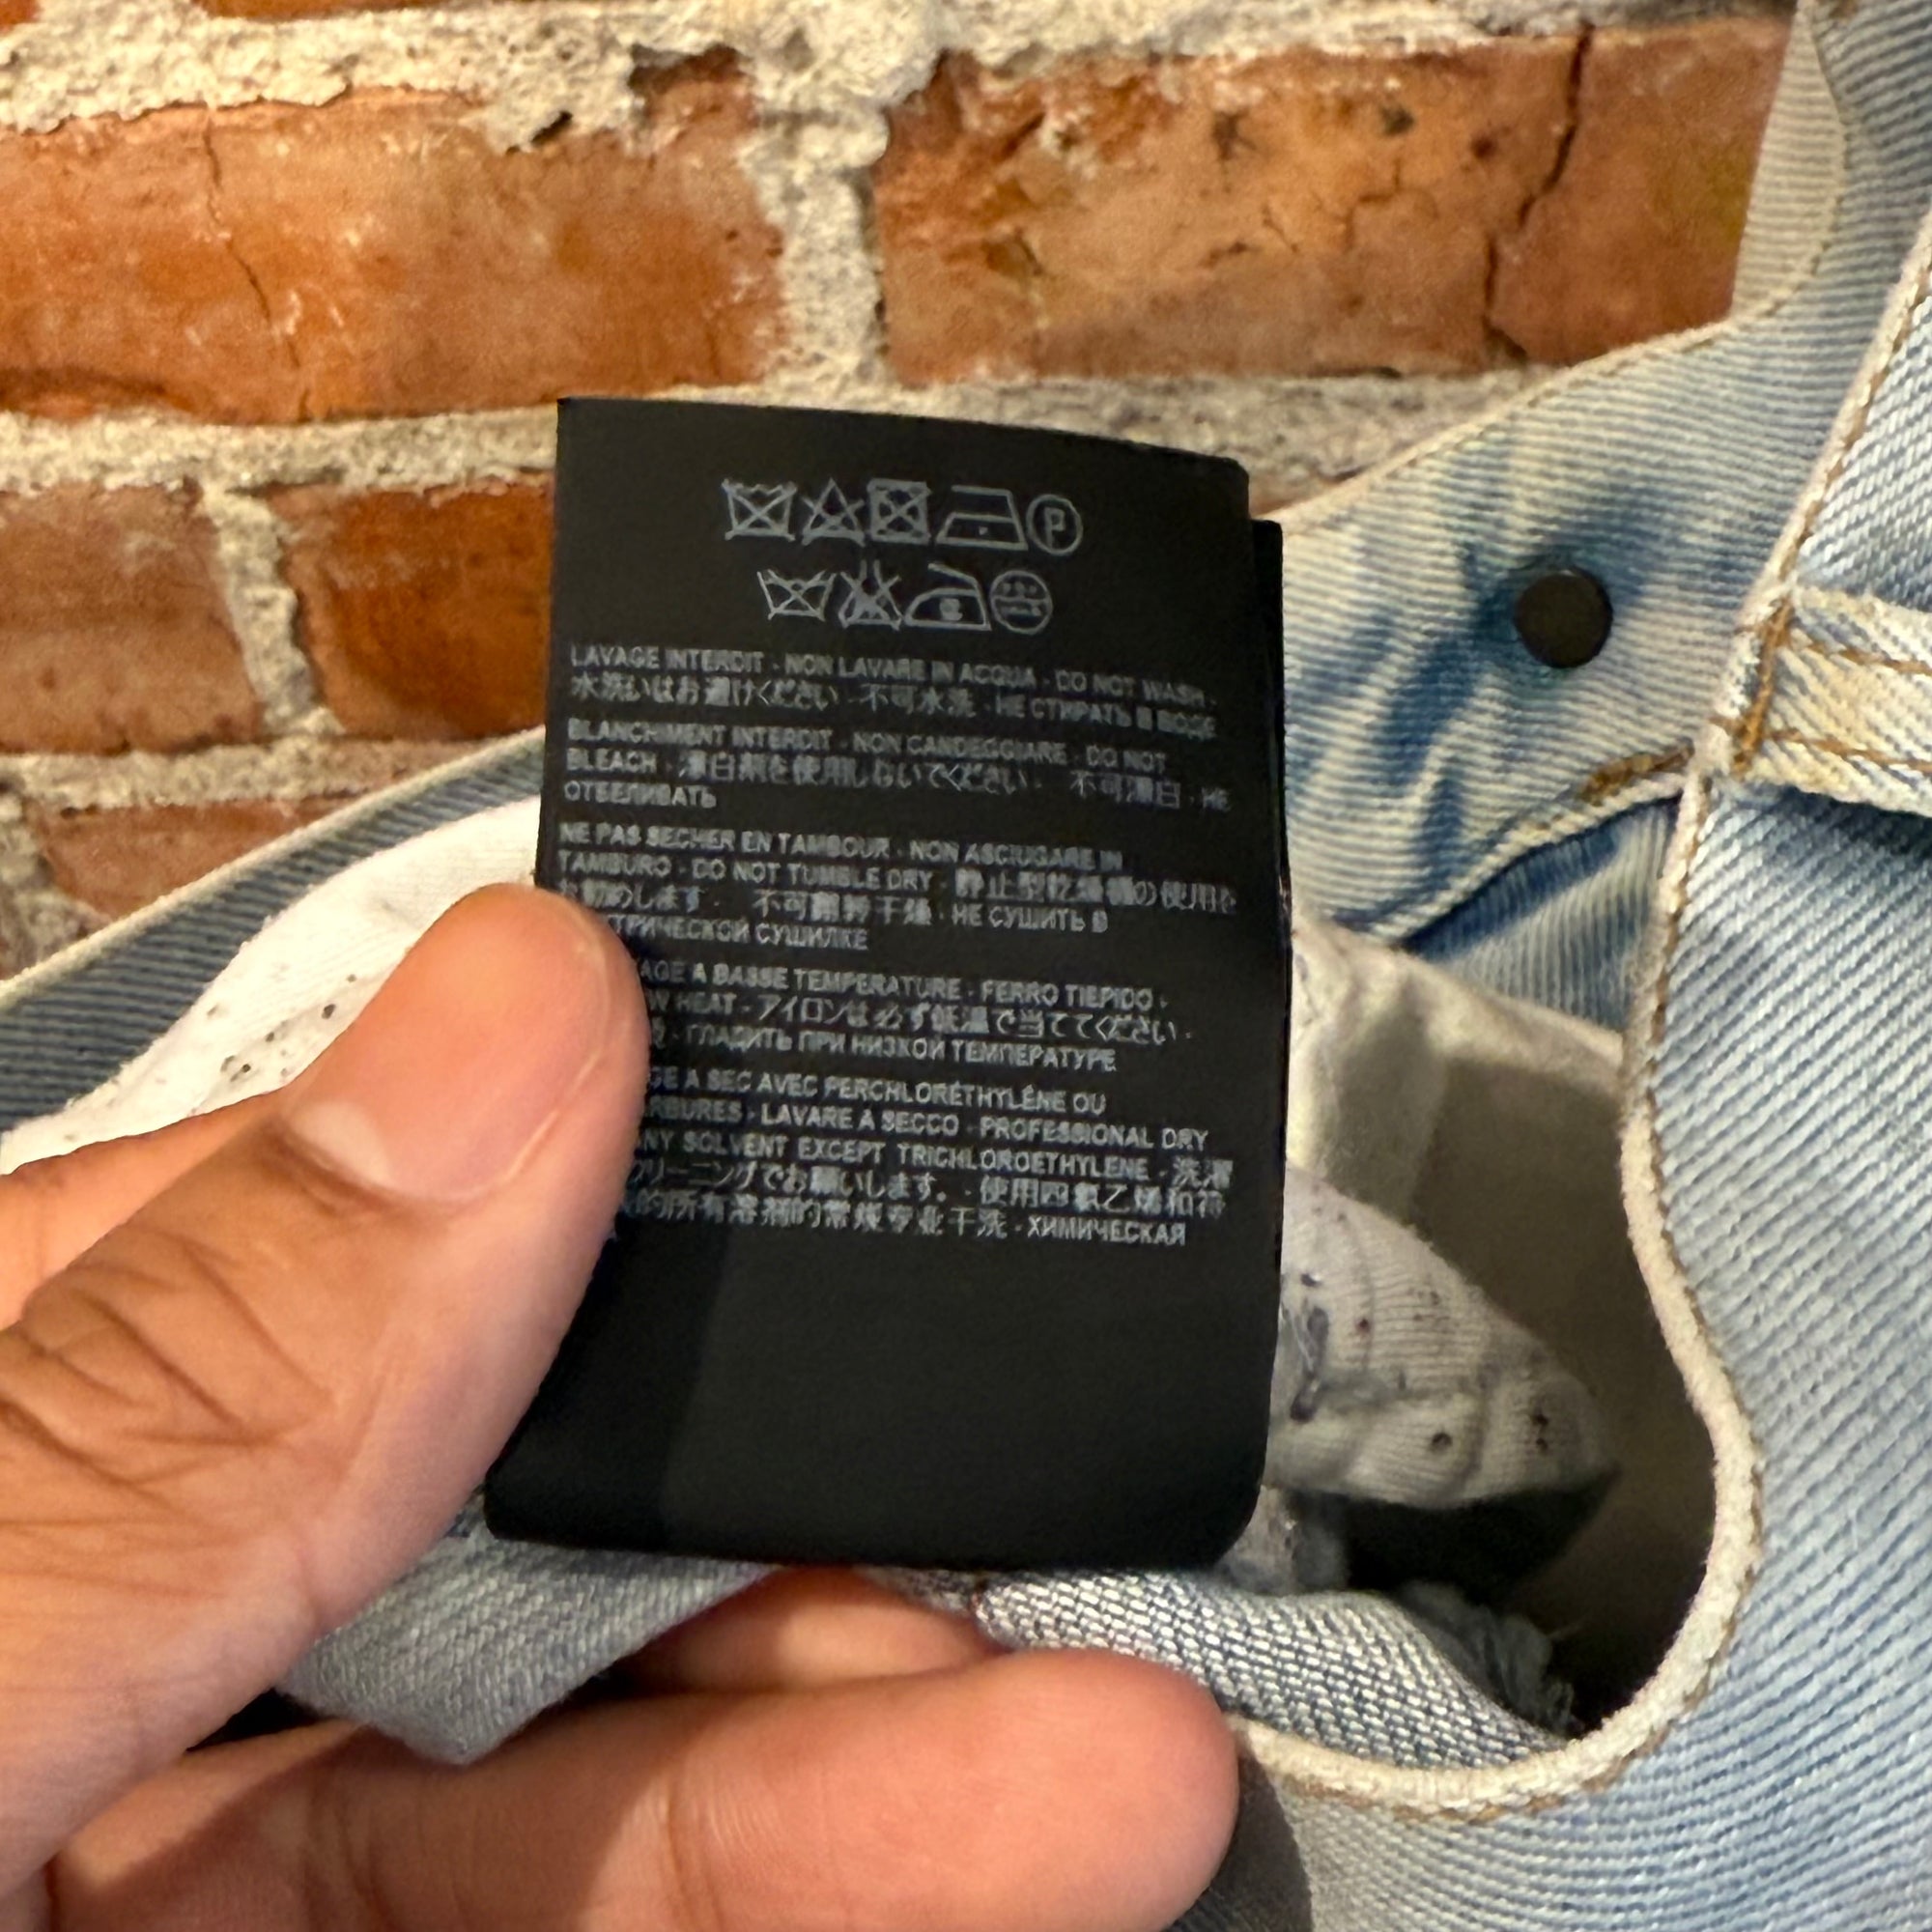 P
LAVAGE INTERDIT - NON LAVARE IN ACQUA - DO NOT WASH -
水洗いはお避けください - 不可水洗 - НЕ СТИРАТЬ В ВОДЕ
BLANCHIMENT INTERDIT - NON CANDEGGIARE - DO NOT
BLEACH - 漂白剤を使用しないでください - 不可漂白 - НЕ
ОТБЕЛИВАТЬ
NE PAS SECHER EN TAMBOUR - NON ASCIUGARE IN
TAMBURO - DO NOT TUMBLE DRY - 静止型乾燥機の使用を
お勧めします - 不可翻转干燥 - НЕ СУШИТЬ В
ТРИЧЕСКОЙ СУШИЛКЕ
AGE A BASSE TEMPERATURE - FERRO TIEPIDO -
W HEAT - アイロンは必ず低温で当ててください -
- ГЛАДИТЬ ПРИ НИЗКОЙ ТЕМПЕРАТУРЕ
GE A SEC AVEC PERCHLORÉTHYLÉNE OU
RBURES - LAVARE A SECCO - PROFESSIONAL DRY
ANY SOLVENT EXCEPT TRICHLOROETHYLENE - 洗濯
クリーニングでお願いします。 - 使用四氯乙烯和符
的所有溶剂的常规专业干洗 - ХИМИЧЕСКАЯ